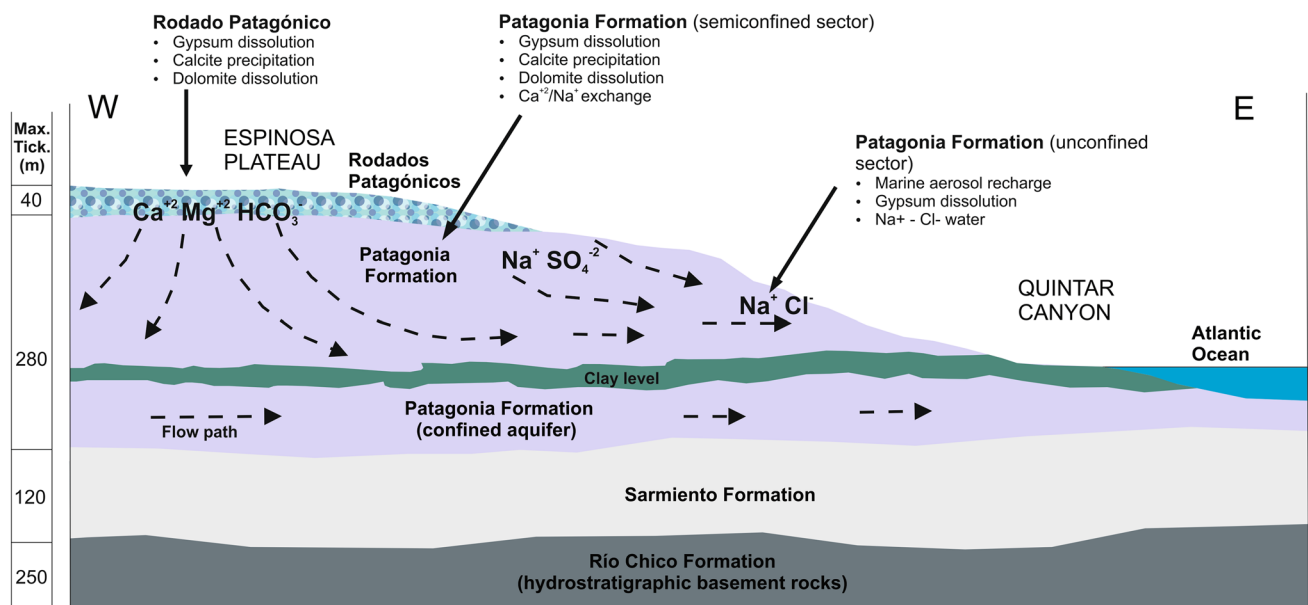 Rodado Patagónico
• Gypsum dissolution
• Calcite precipitation
• Dolomite dissolution
Patagonia Formation (semiconfined sector)
• Gypsum dissolution
• Calcite precipitation
• Dolomite dissolution
• Ca⁺²/Na⁺ exchange
W
E
Max.
Tick.
(m)
ESPINOSA
PLATEAU
Patagonia Formation (unconfined
sector)
• Marine aerosol recharge
• Gypsum dissolution
• Na+ - Cl- water
Rodados
Patagónicos
40
Ca⁺² Mg⁺² HCO₃⁻
Patagonia
Formation
Na⁺ SO₄⁻²
Na⁺ Cl⁻
QUINTAR
CANYON
Atlantic
Ocean
280
Clay level
Patagonia Formation
(confined aquifer)
Flow path
120
Sarmiento Formation
250
Río Chico Formation
(hydrostratigraphic basement rocks)